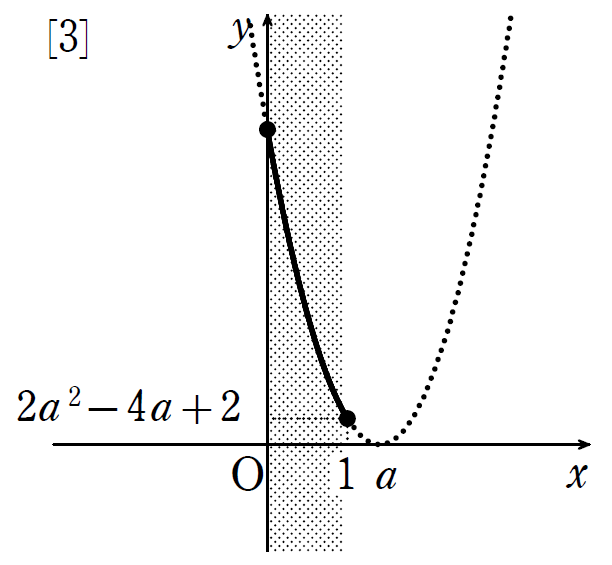 [3]
y
2a² − 4a + 2
O 1 a x